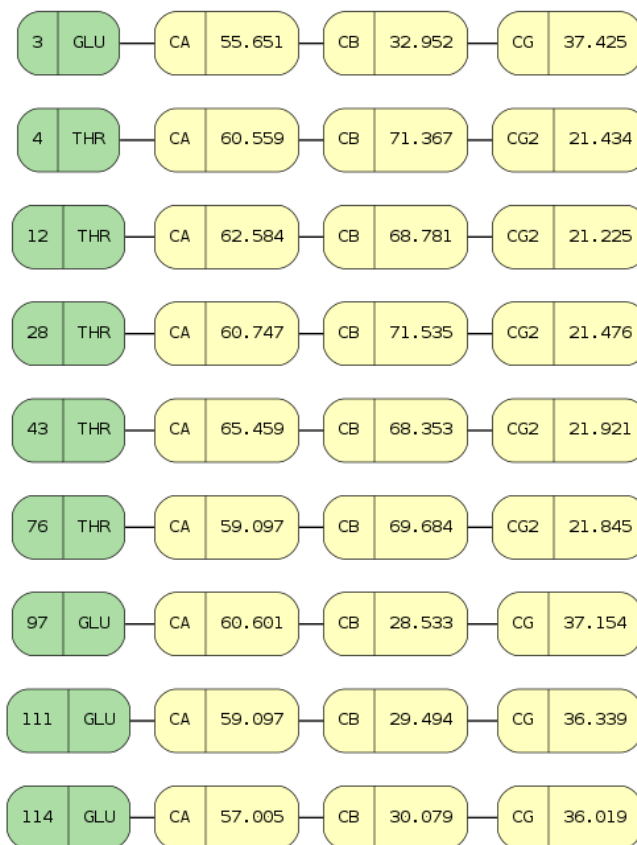 3 GLU CA 55.651 CB 32.952 CG 37.425
4 THR CA 60.559 CB 71.367 CG2 21.434
12 THR CA 62.584 CB 68.781 CG2 21.225
28 THR CA 60.747 CB 71.535 CG2 21.476
43 THR CA 65.459 CB 68.353 CG2 21.921
76 THR CA 59.097 CB 69.684 CG2 21.845
97 GLU CA 60.601 CB 28.533 CG 37.154
111 GLU CA 59.097 CB 29.494 CG 36.339
114 GLU CA 57.005 CB 30.079 CG 36.019